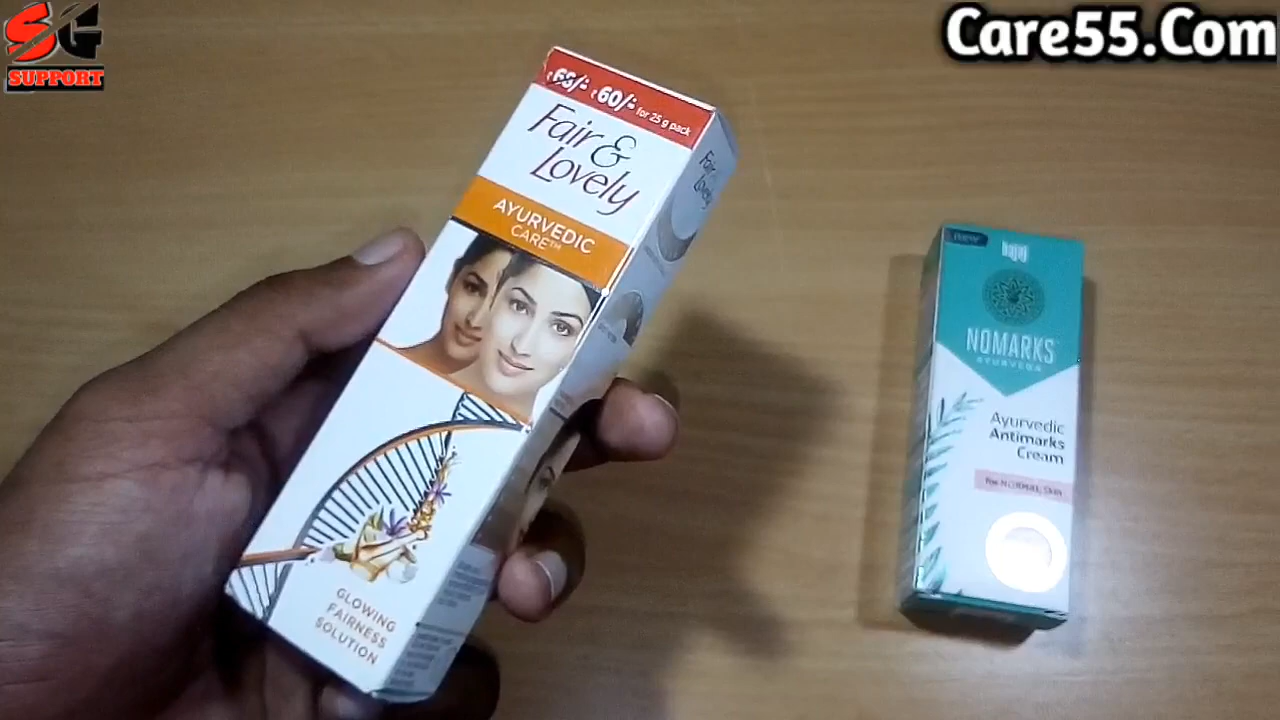 SG
SUPPORT
Care55.Com
₹ 66/- ₹ 60/- for 25 g pack
Fair &
Lovely
AYURVEDIC
CARE™
GLOWING
FAIRNESS
SOLUTION
Fair &
Lovely
NEW
bajaj
NOMARKS
AYURVEDA
Ayurvedic
Antimarks
Cream
For NORMAL SKIN